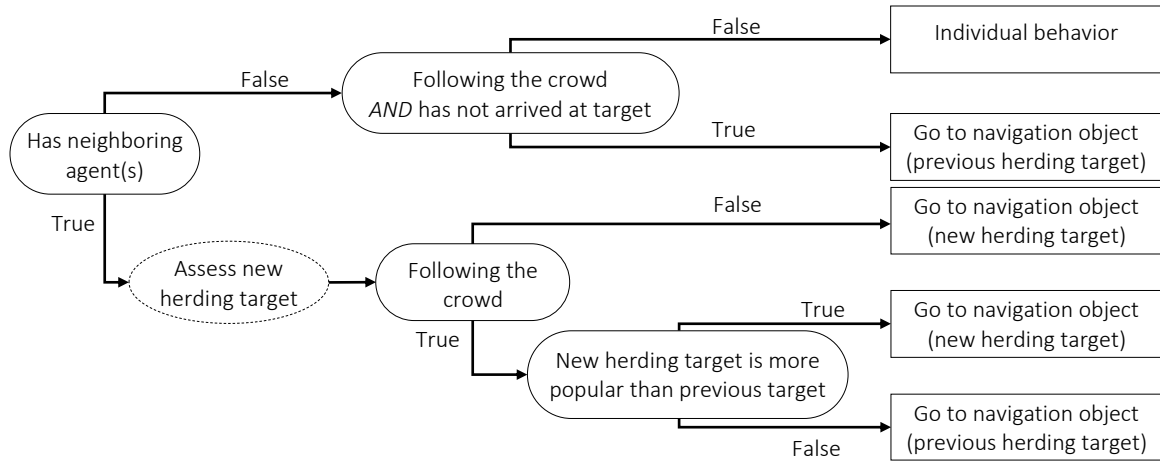 False
Individual behavior
False
Following the crowd
AND has not arrived at target
True
Go to navigation object
(previous herding target)
Has neighboring
agent(s)
True
False
Go to navigation object
(new herding target)
Assess new
herding target
Following the
crowd
True
True
Go to navigation object
(new herding target)
New herding target is more
popular than previous target
False
Go to navigation object
(previous herding target)